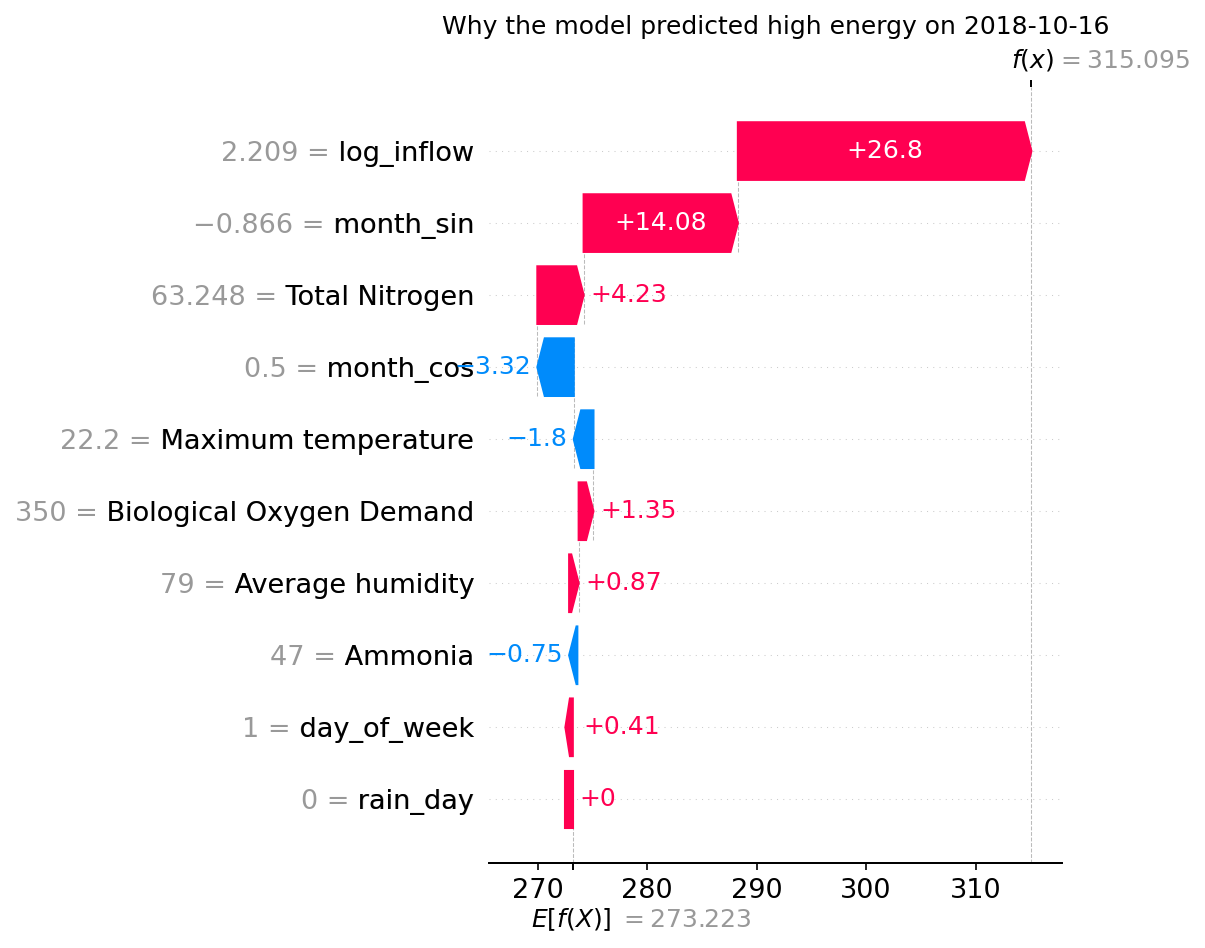 Why the model predicted high energy on 2018-10-16
f(x) = 315.095
2.209 = log_inflow +26.8
−0.866 = month_sin +14.08
63.248 = Total Nitrogen +4.23
0.5 = month_cos −3.32
22.2 = Maximum temperature −1.8
350 = Biological Oxygen Demand +1.35
79 = Average humidity +0.87
47 = Ammonia −0.75
1 = day_of_week +0.41
0 = rain_day +0
270 280 290 300 310
E[f(X)] = 273.223